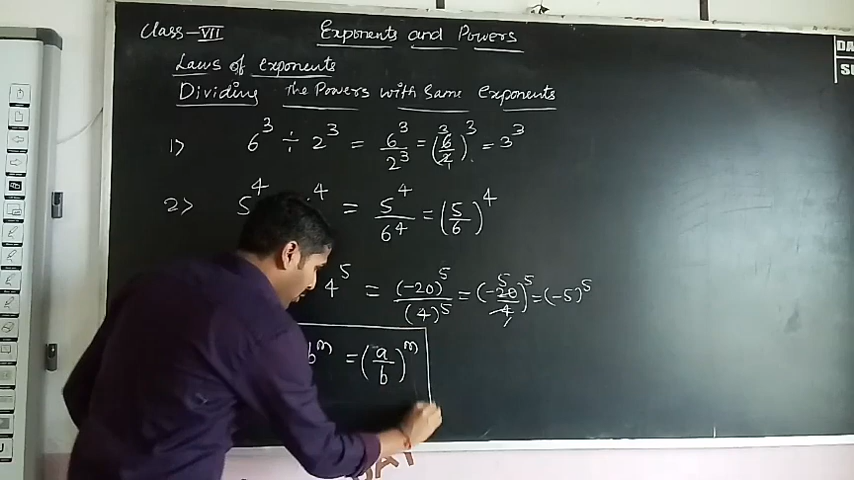 Class-VII
Exponents and Powers
Laws of exponents
Dividing the Powers with Same exponents
1) 6³ ÷ 2³ = 6³/2³ = (6/2)³ = 3³
2) 5⁴ ⁴ = 5⁴/6⁴ = (5/6)⁴
4⁵ = (-20)⁵/(4)⁵ = (-20/4)⁵ = (-5)⁵
bᵐ = (a/b)ᵐ